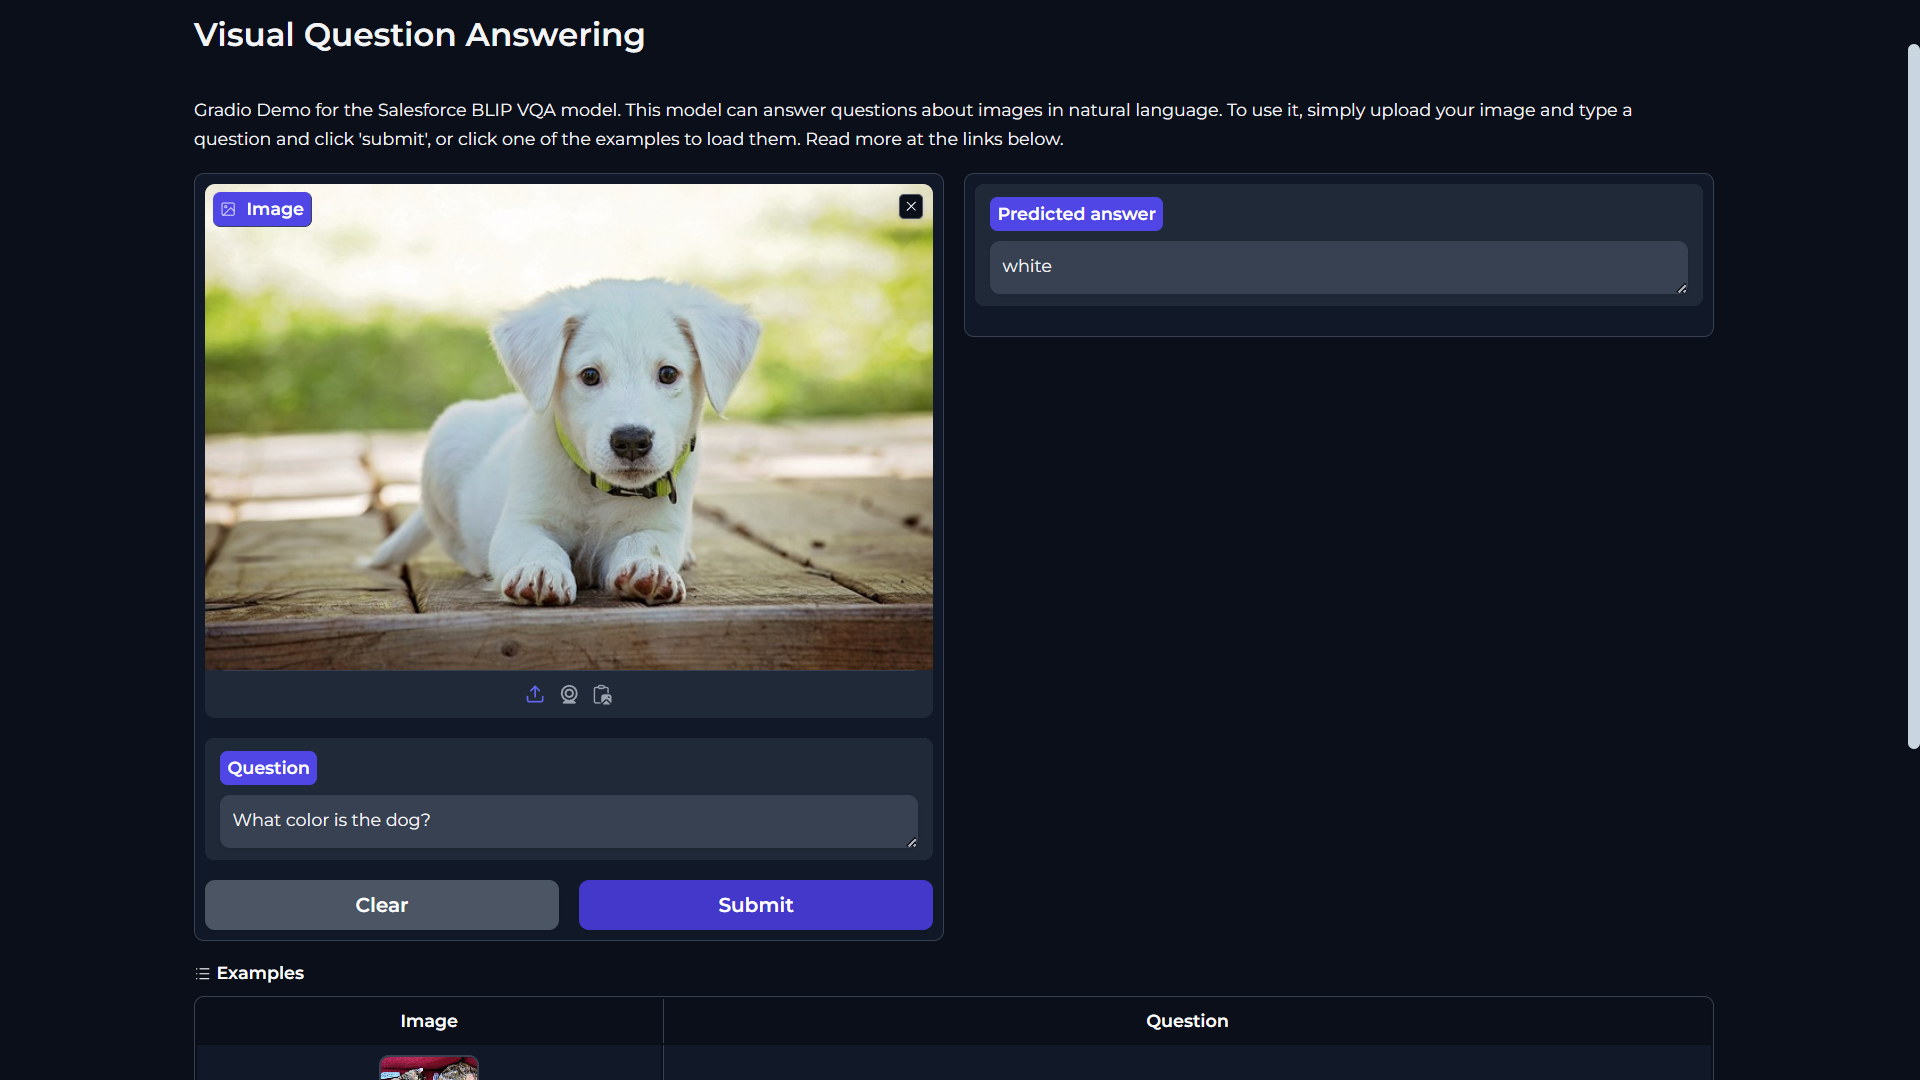 Visual Question Answering
Gradio Demo for the Salesforce BLIP VQA model. This model can answer questions about images in natural language. To use it, simply upload your image and type a
question and click 'submit', or click one of the examples to load them. Read more at the links below.
Image
Predicted answer
white
Question
What color is the dog?
Clear
Submit
Examples
Image
Question